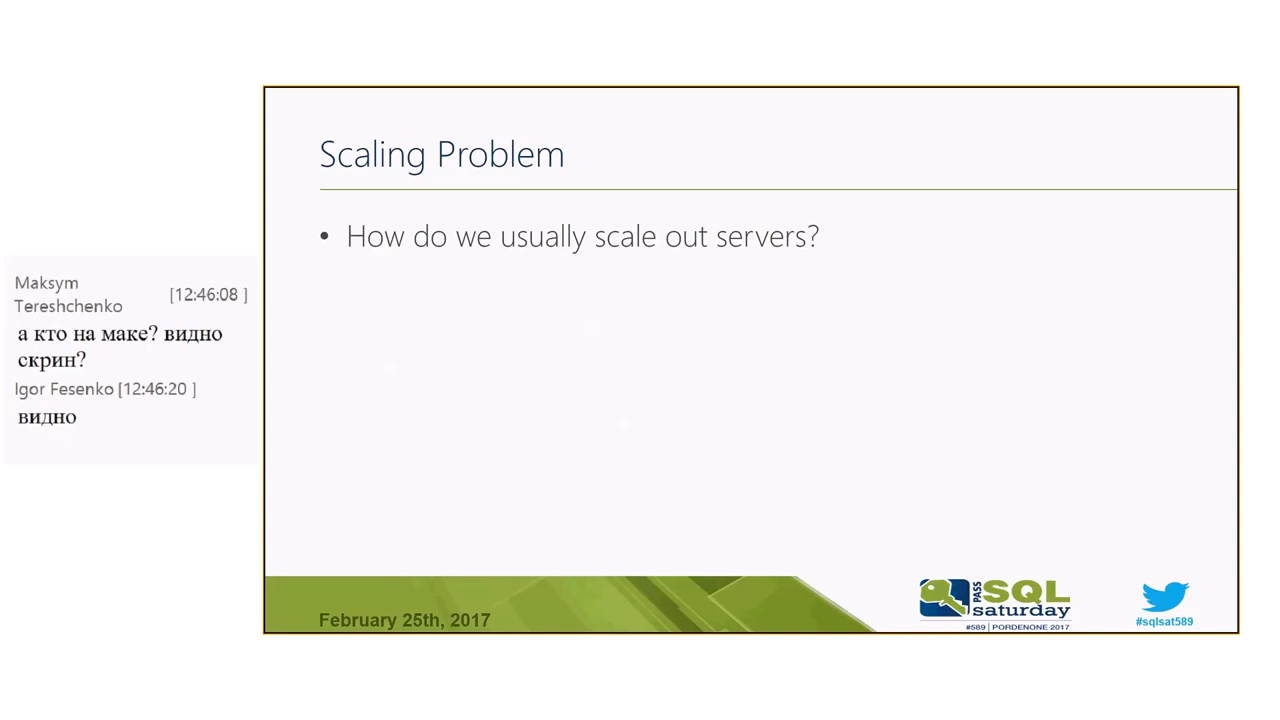 Scaling Problem
• How do we usually scale out servers?
Maksym
Tereshchenko [12:46:08 ]
а кто на маке? видно
скрин?
Igor Fesenko [12:46:20 ]
видно
February 25th, 2017
PASS
SQL
saturday
#589 | PORDENONE 2017
#sqlsat589